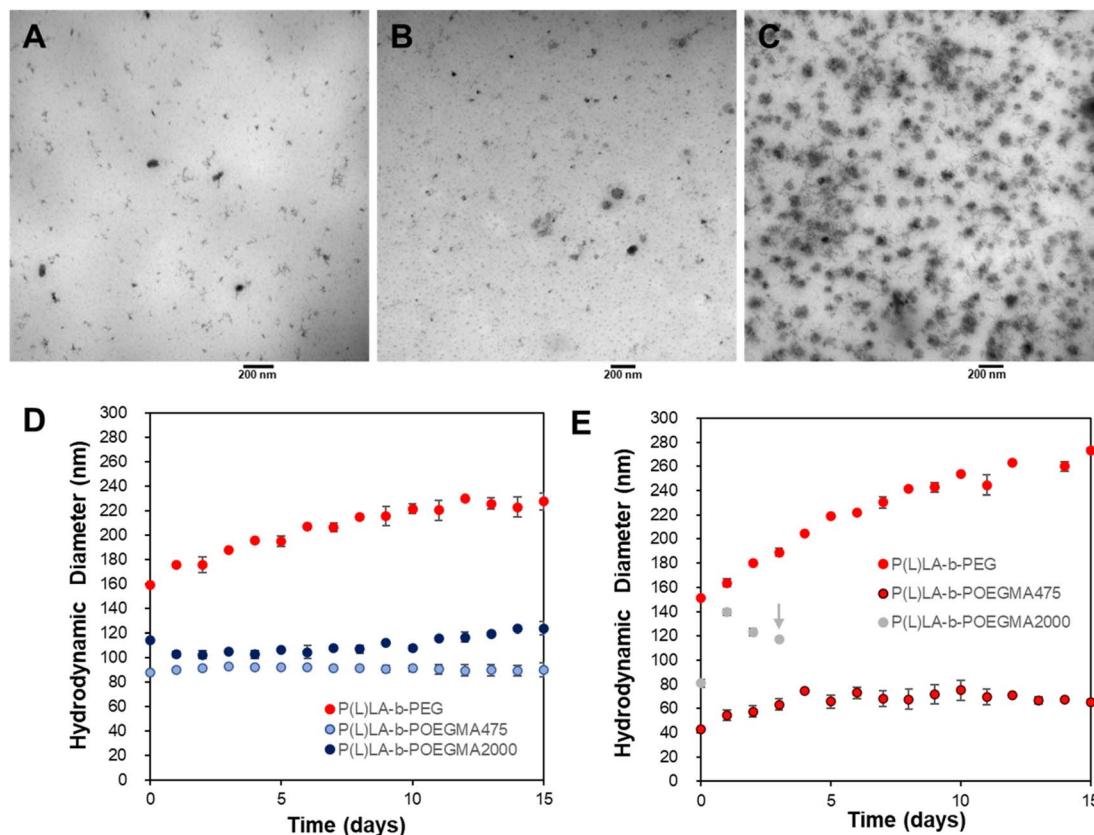 A
B
C
200 nm
200 nm
200 nm
D
Hydrodynamic Diameter (nm)
300
280
260
240
220
200
180
160
140
120
100
80
60
40
20
0
P(L)LA-b-PEG
P(L)LA-b-POEGMA475
P(L)LA-b-POEGMA2000
0
5
10
15
Time (days)
E
Hydrodynamic Diameter (nm)
300
280
260
240
220
200
180
160
140
120
100
80
60
40
20
0
P(L)LA-b-PEG
P(L)LA-b-POEGMA475
P(L)LA-b-POEGMA2000
0
5
10
15
Time (days)